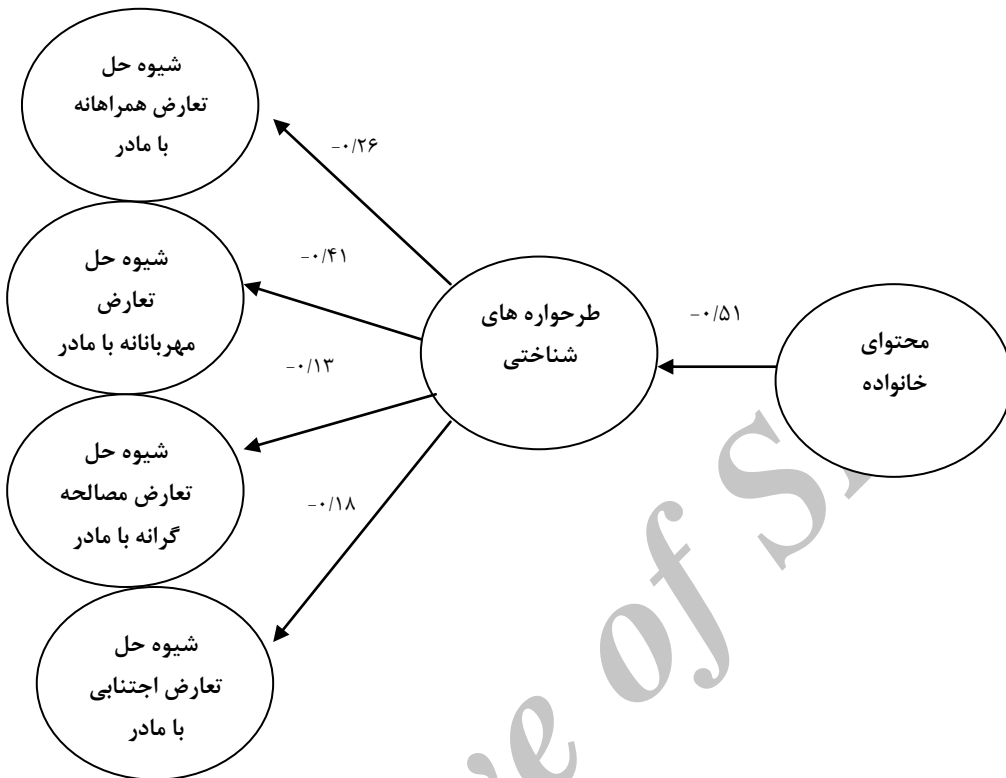 شیوه حل
تعارض همراهانه
با مادر
-۰/۲۶
شیوه حل
تعارض
مهربانانه با مادر
-۰/۴۱
طرحواره های
شناختی
-۰/۵۱
محتوای
خانواده
-۰/۱۳
شیوه حل
تعارض مصالحه
گرانه با مادر
-۰/۱۸
شیوه حل
تعارض اجتنابی
با مادر
of S